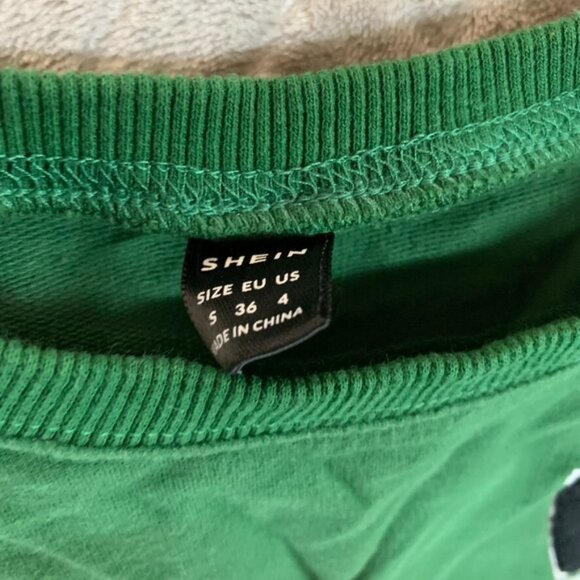 SHEIN
SIZE EU US
S 36 4
MADE IN CHINA